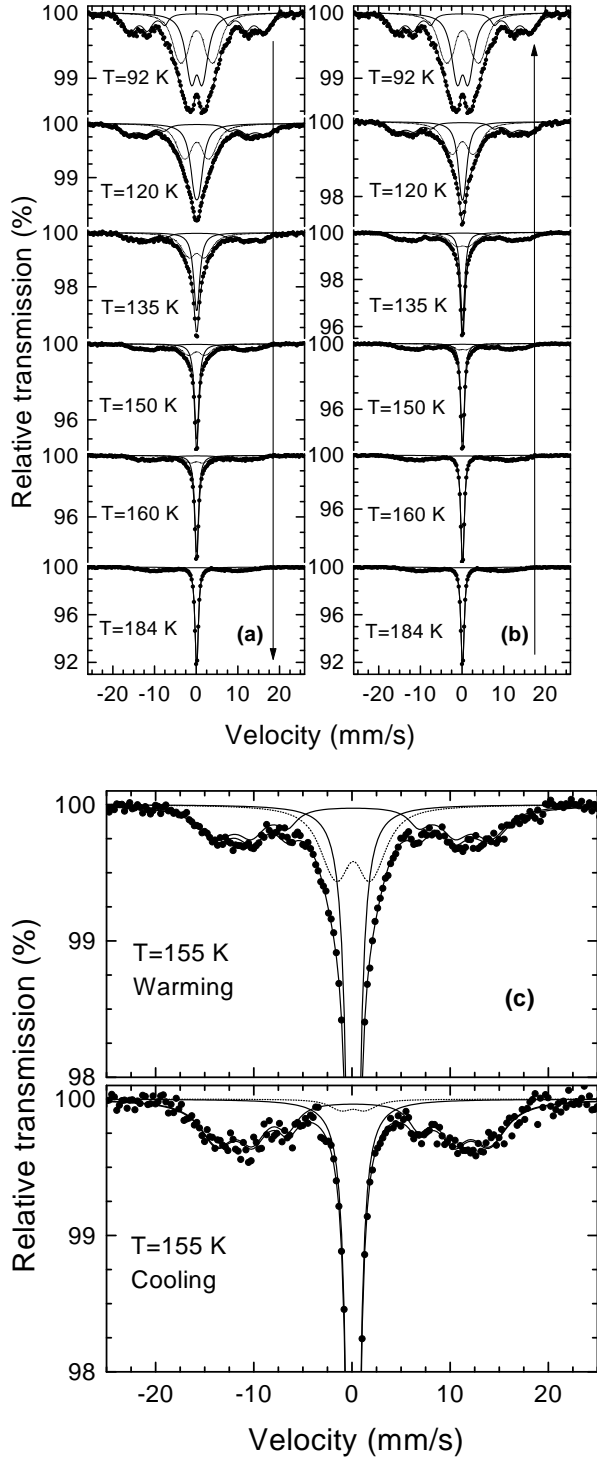 Relative transmission (%)
100
99
T=92 K
100
99
T=120 K
100
98
T=135 K
100
96
T=150 K
100
96
T=160 K
100
96
92
T=184 K
(a)
-20 -10 0 10 20
100
99
T=92 K
100
98
T=120 K
100
98
96
T=135 K
100
96
T=150 K
100
96
T=160 K
100
96
92
T=184 K
(b)
-20 -10 0 10 20
Velocity (mm/s)
Relative transmission (%)
100
99
98
T=155 K
Warming
(c)
100
99
98
T=155 K
Cooling
-20 -10 0 10 20
Velocity (mm/s)